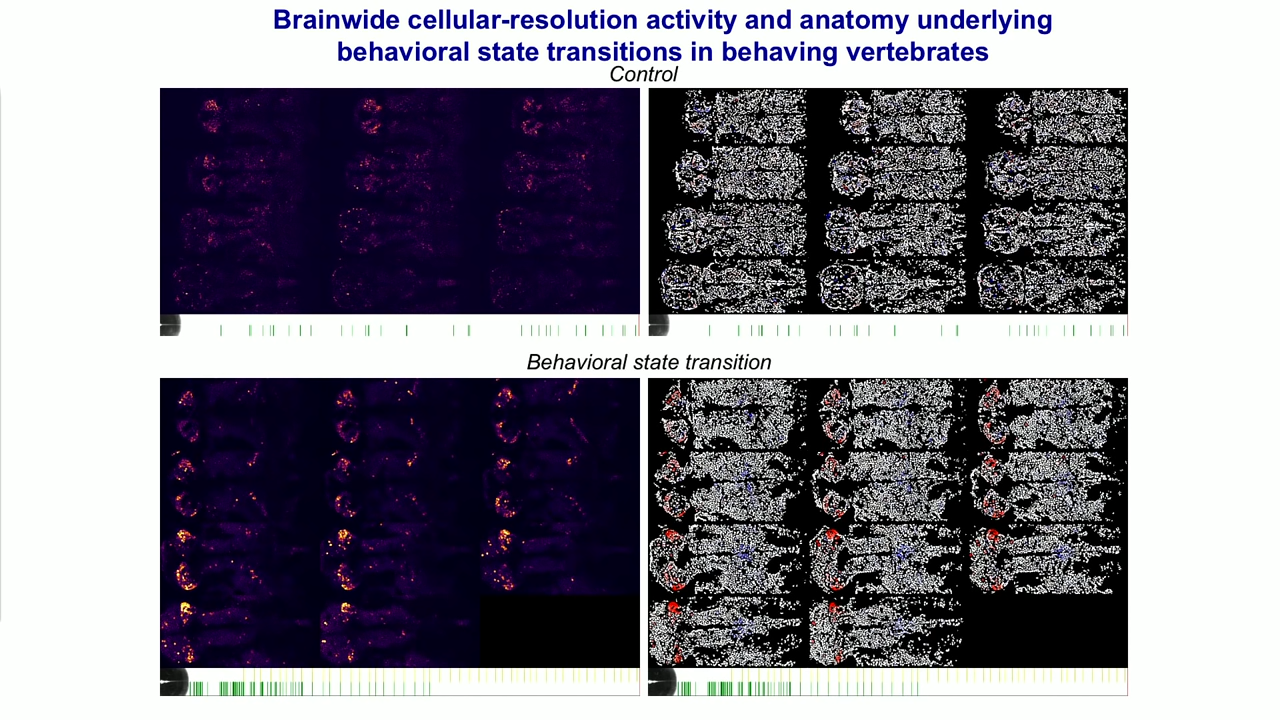 Brainwide cellular-resolution activity and anatomy underlying
behavioral state transitions in behaving vertebrates
Control
Behavioral state transition